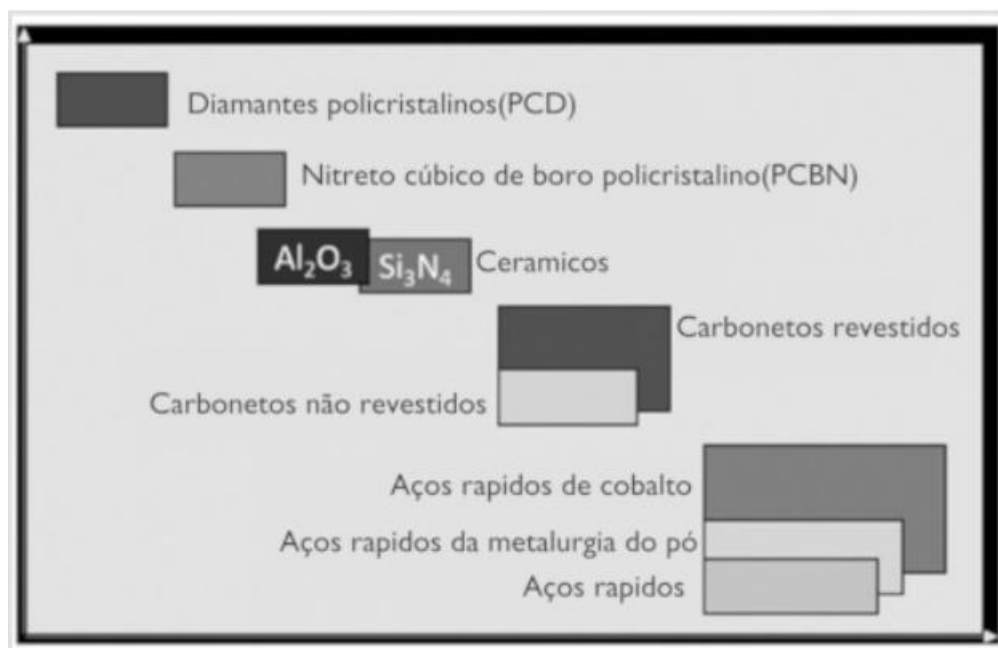 Diamantes policristalinos(PCD)
Nitreto cúbico de boro policristalino(PCBN)
Al₂O₃
Si₃N₄
Ceramicos
Carbonetos revestidos
Carbonetos não revestidos
Aços rapidos de cobalto
Aços rapidos da metalurgia do pó
Aços rapidos